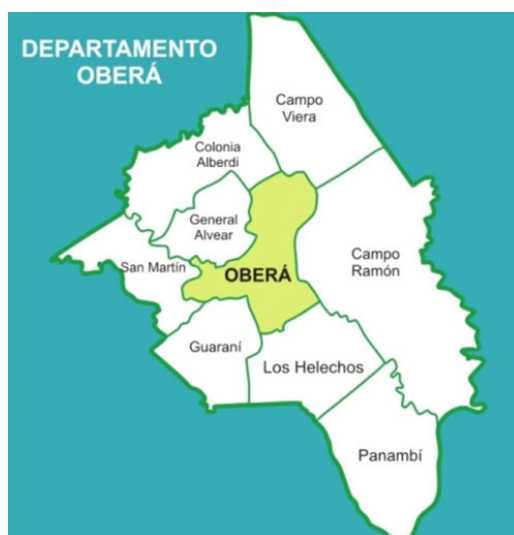 DEPARTAMENTO
OBERÁ
Campo
Viera
Colonia
Alberdi
General
Alvear
Campo
Ramón
San Martín
OBERÁ
Guaraní
Los Helechos
Panambí